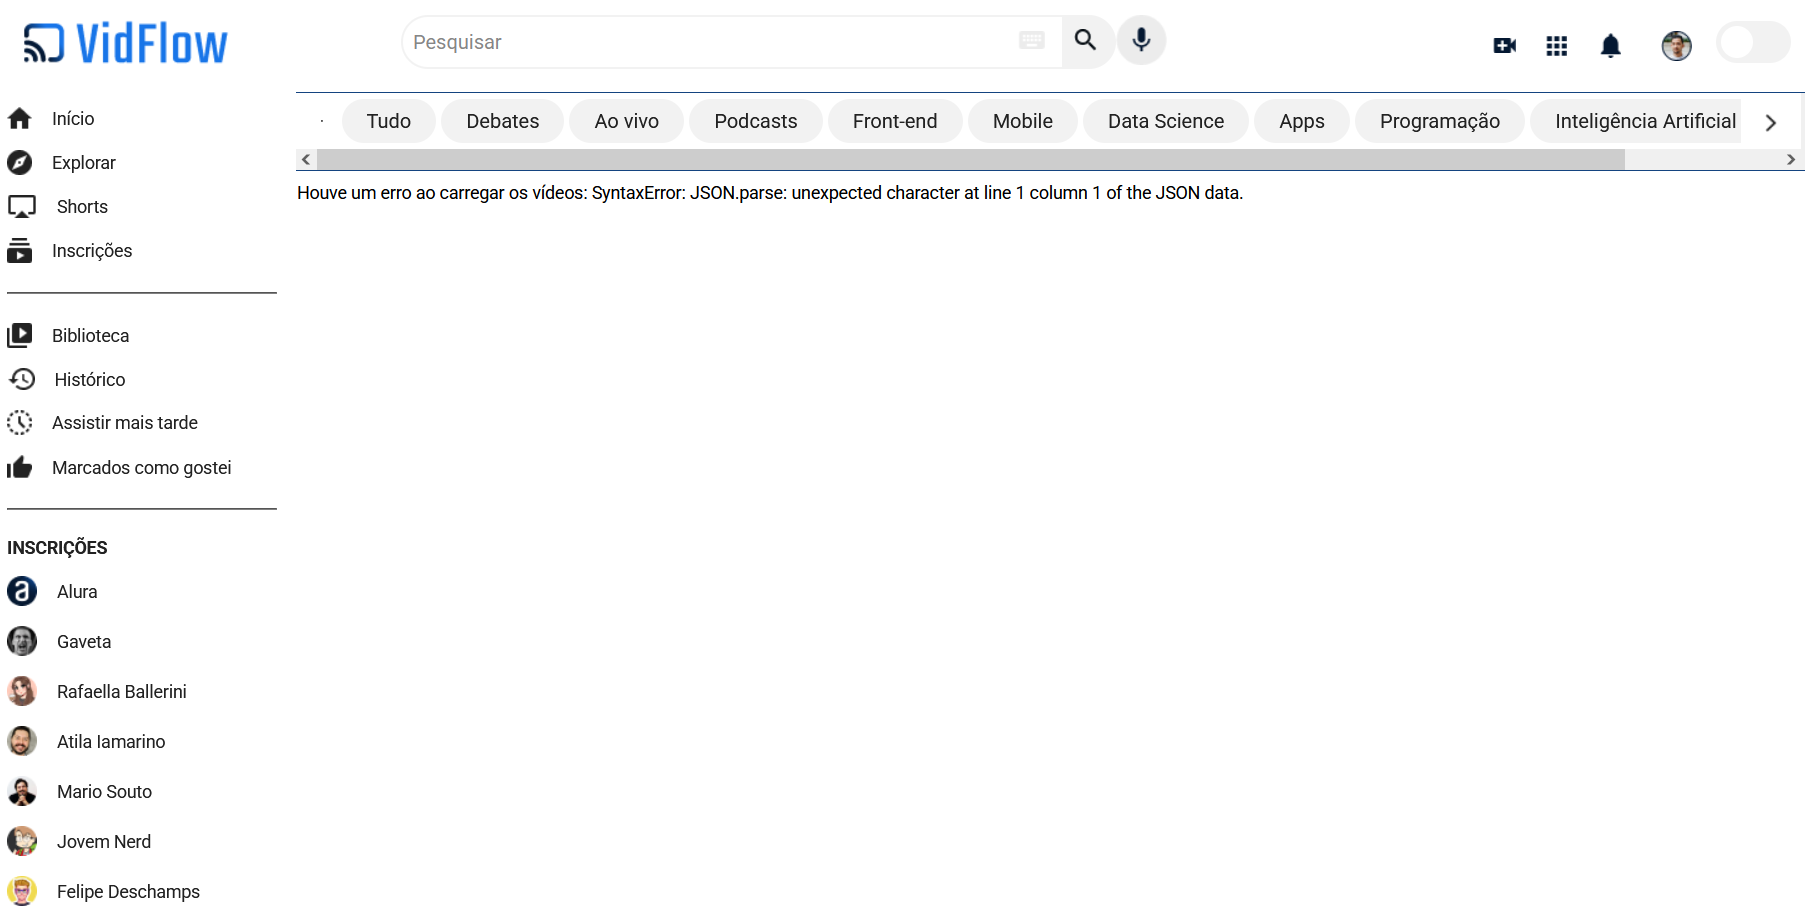 VidFlow
Pesquisar
Início
Explorar
Shorts
Inscrições
Biblioteca
Histórico
Assistir mais tarde
Marcados como gostei
INSCRIÇÕES
Alura
Gaveta
Rafaella Ballerini
Atila Iamarino
Mario Souto
Jovem Nerd
Felipe Deschamps
Tudo Debates Ao vivo Podcasts Front-end Mobile Data Science Apps Programação Inteligência Artificial
Houve um erro ao carregar os vídeos: SyntaxError: JSON.parse: unexpected character at line 1 column 1 of the JSON data.